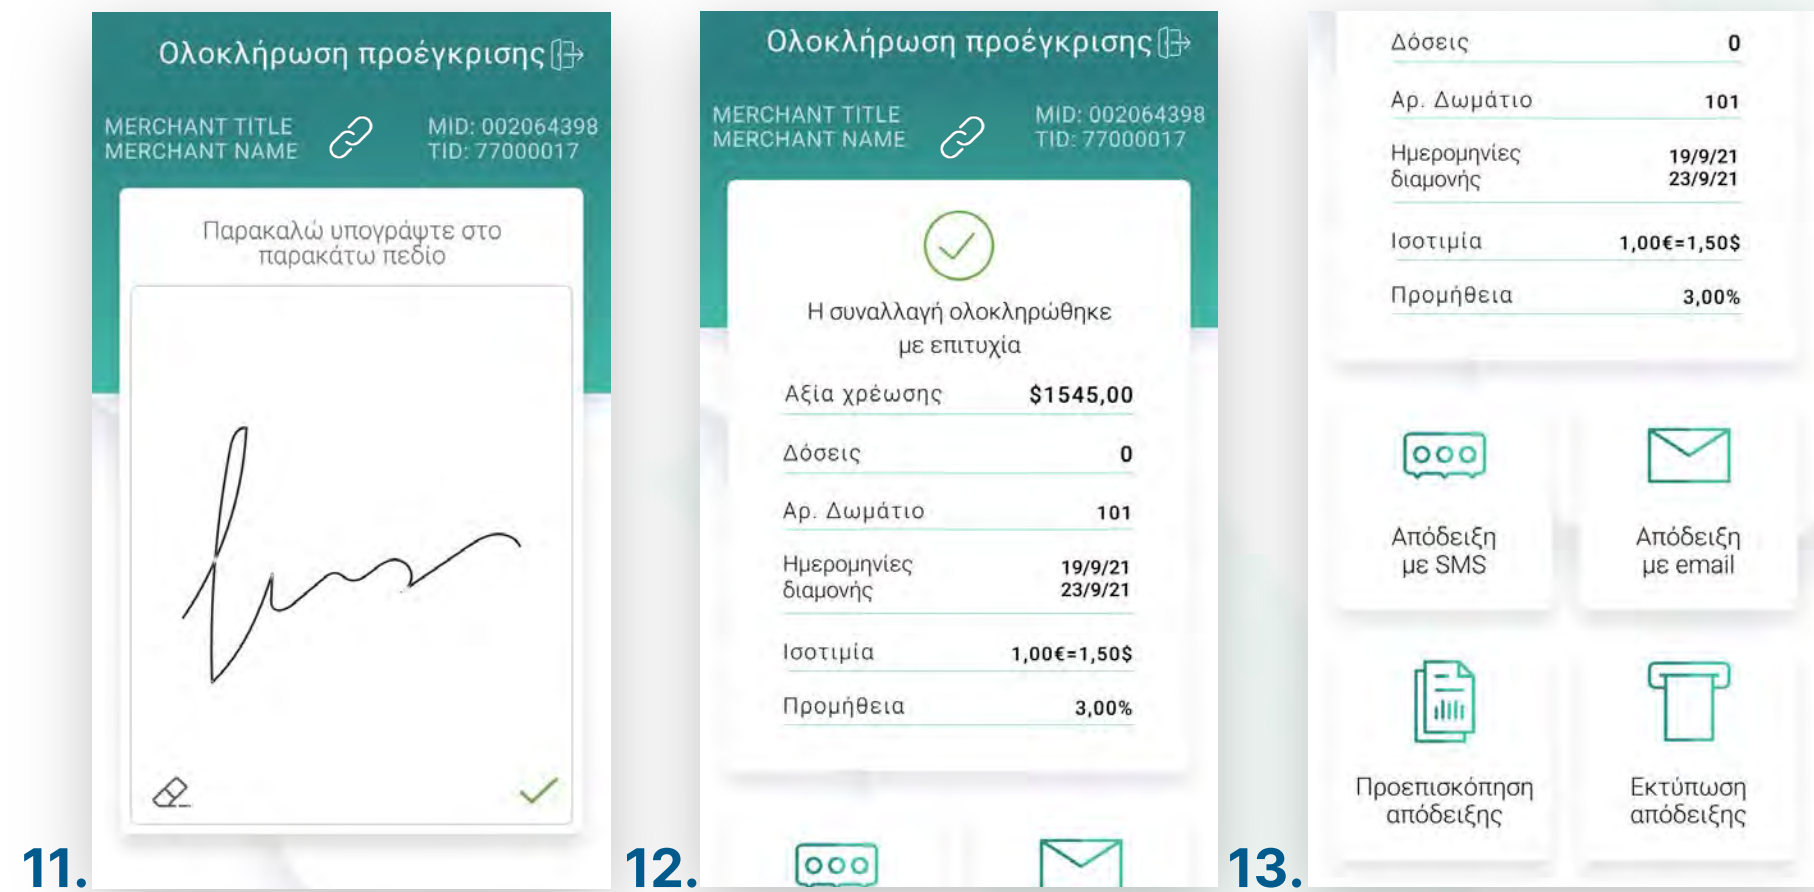 Ολοκλήρωση προέγκρισης
MERCHANT TITLE
MERCHANT NAME
MID: 002064398
TID: 77000017
Παρακαλώ υπογράψτε στο
παρακάτω πεδίο
11.
Ολοκλήρωση προέγκρισης
MERCHANT TITLE
MERCHANT NAME
MID: 002064398
TID: 77000017
Η συναλλαγή ολοκληρώθηκε
με επιτυχία
Αξία χρέωσης $1545,00
Δόσεις 0
Αρ. Δωμάτιο 101
Ημερομηνίες 19/9/21
διαμονής 23/9/21
Ισοτιμία 1,00€=1,50$
Προμήθεια 3,00%
12.
Δόσεις 0
Αρ. Δωμάτιο 101
Ημερομηνίες 19/9/21
διαμονής 23/9/21
Ισοτιμία 1,00€=1,50$
Προμήθεια 3,00%
Απόδειξη
με SMS
Απόδειξη
με email
Προεπισκόπηση
απόδειξης
Εκτύπωση
απόδειξης
13.